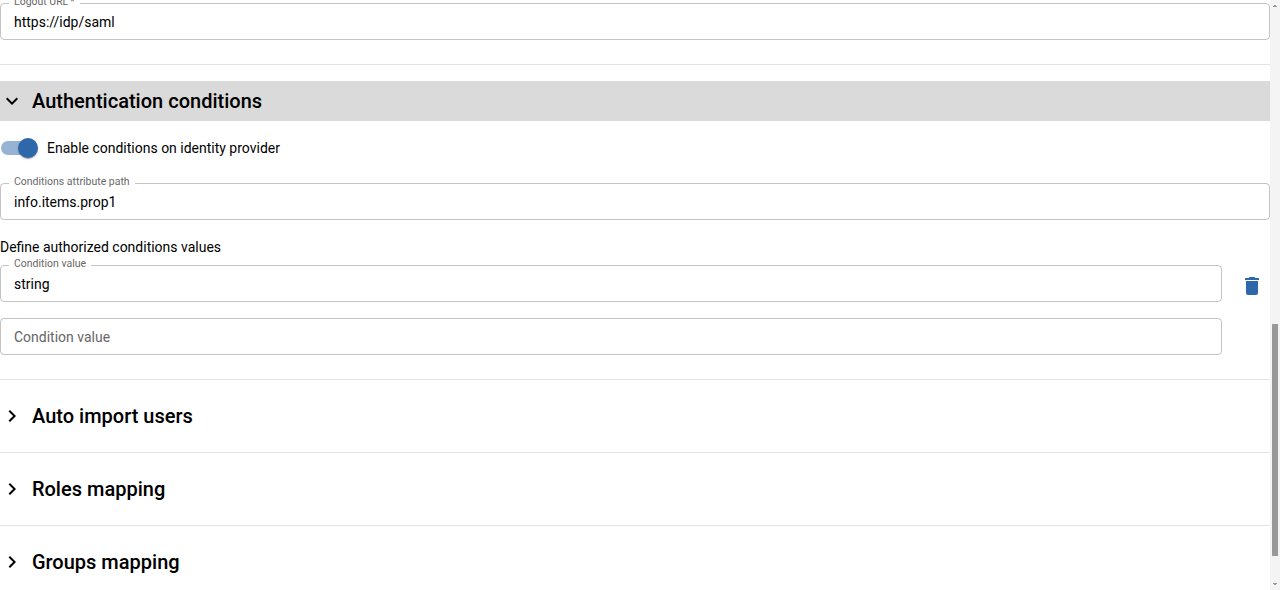 Logout URL *
https://idp/saml
Authentication conditions
Enable conditions on identity provider
Conditions attribute path
info.items.prop1
Define authorized conditions values
Condition value
string
Condition value
Auto import users
Roles mapping
Groups mapping